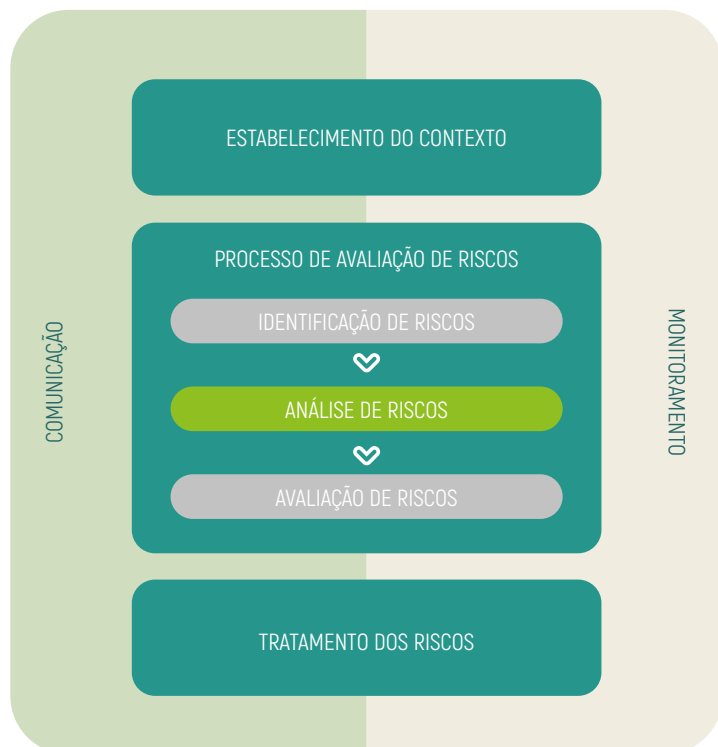 ESTABELECIMENTO DO CONTEXTO
PROCESSO DE AVALIAÇÃO DE RISCOS
IDENTIFICAÇÃO DE RISCOS
ANÁLISE DE RISCOS
AVALIAÇÃO DE RISCOS
TRATAMENTO DOS RISCOS
COMUNICAÇÃO
MONITORAMENTO